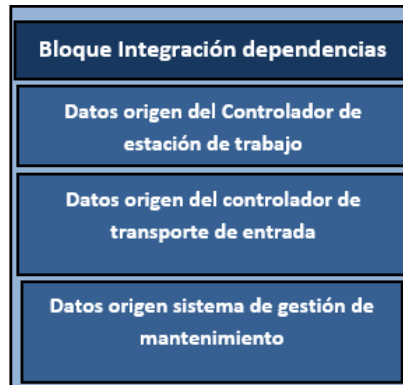 Bloque Integración dependencias
Datos origen del Controlador de
estación de trabajo
Datos origen del controlador de
transporte de entrada
Datos origen sistema de gestión de
mantenimiento